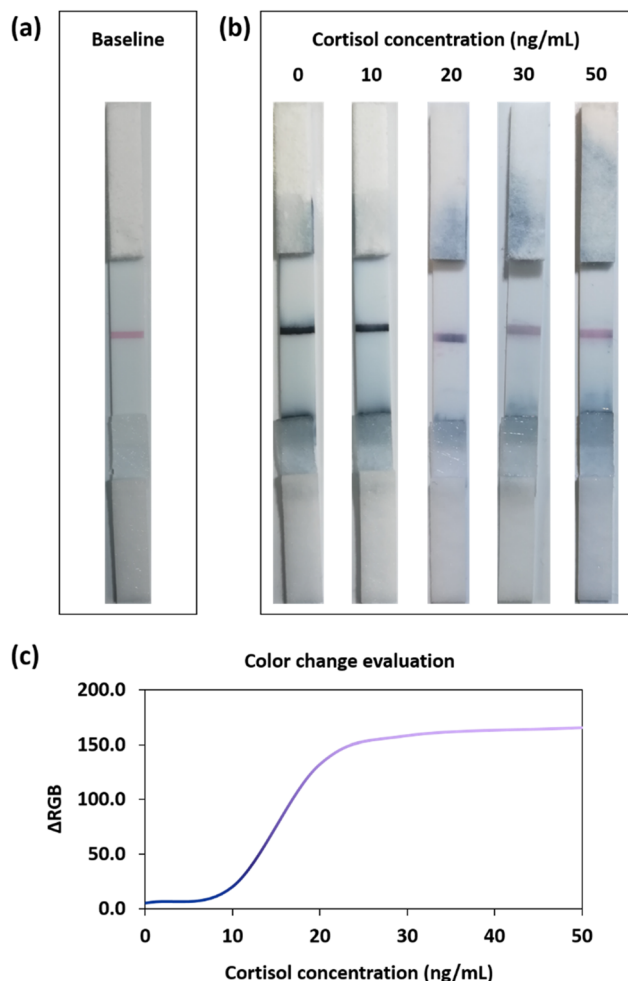 (a)
Baseline
(b)
Cortisol concentration (ng/mL)
0 10 20 30 50
(c)
Color change evaluation
200.0
150.0
100.0
50.0
0.0
ΔRGB
0 10 20 30 40 50
Cortisol concentration (ng/mL)